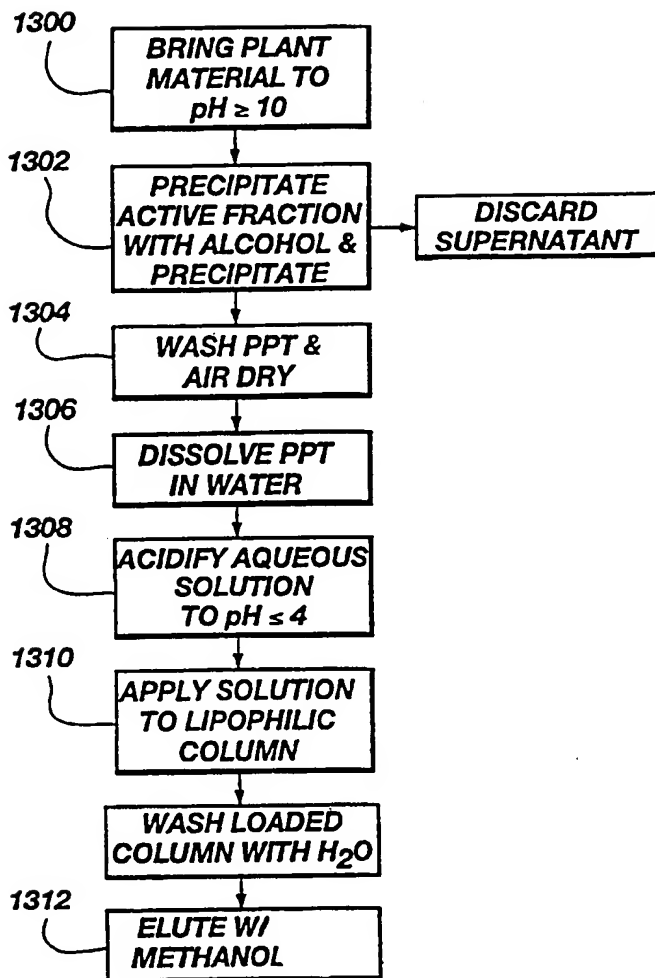 1300
BRING PLANT
MATERIAL TO
pH ≥ 10
1302
PRECIPITATE
ACTIVE FRACTION
WITH ALCOHOL &
PRECIPITATE
DISCARD
SUPERNATANT
1304
WASH PPT &
AIR DRY
1306
DISSOLVE PPT
IN WATER
1308
ACIDIFY AQUEOUS
SOLUTION
TO pH ≤ 4
1310
APPLY SOLUTION
TO LIPOPHILIC
COLUMN
WASH LOADED
COLUMN WITH H2O
1312
ELUTE W/
METHANOL